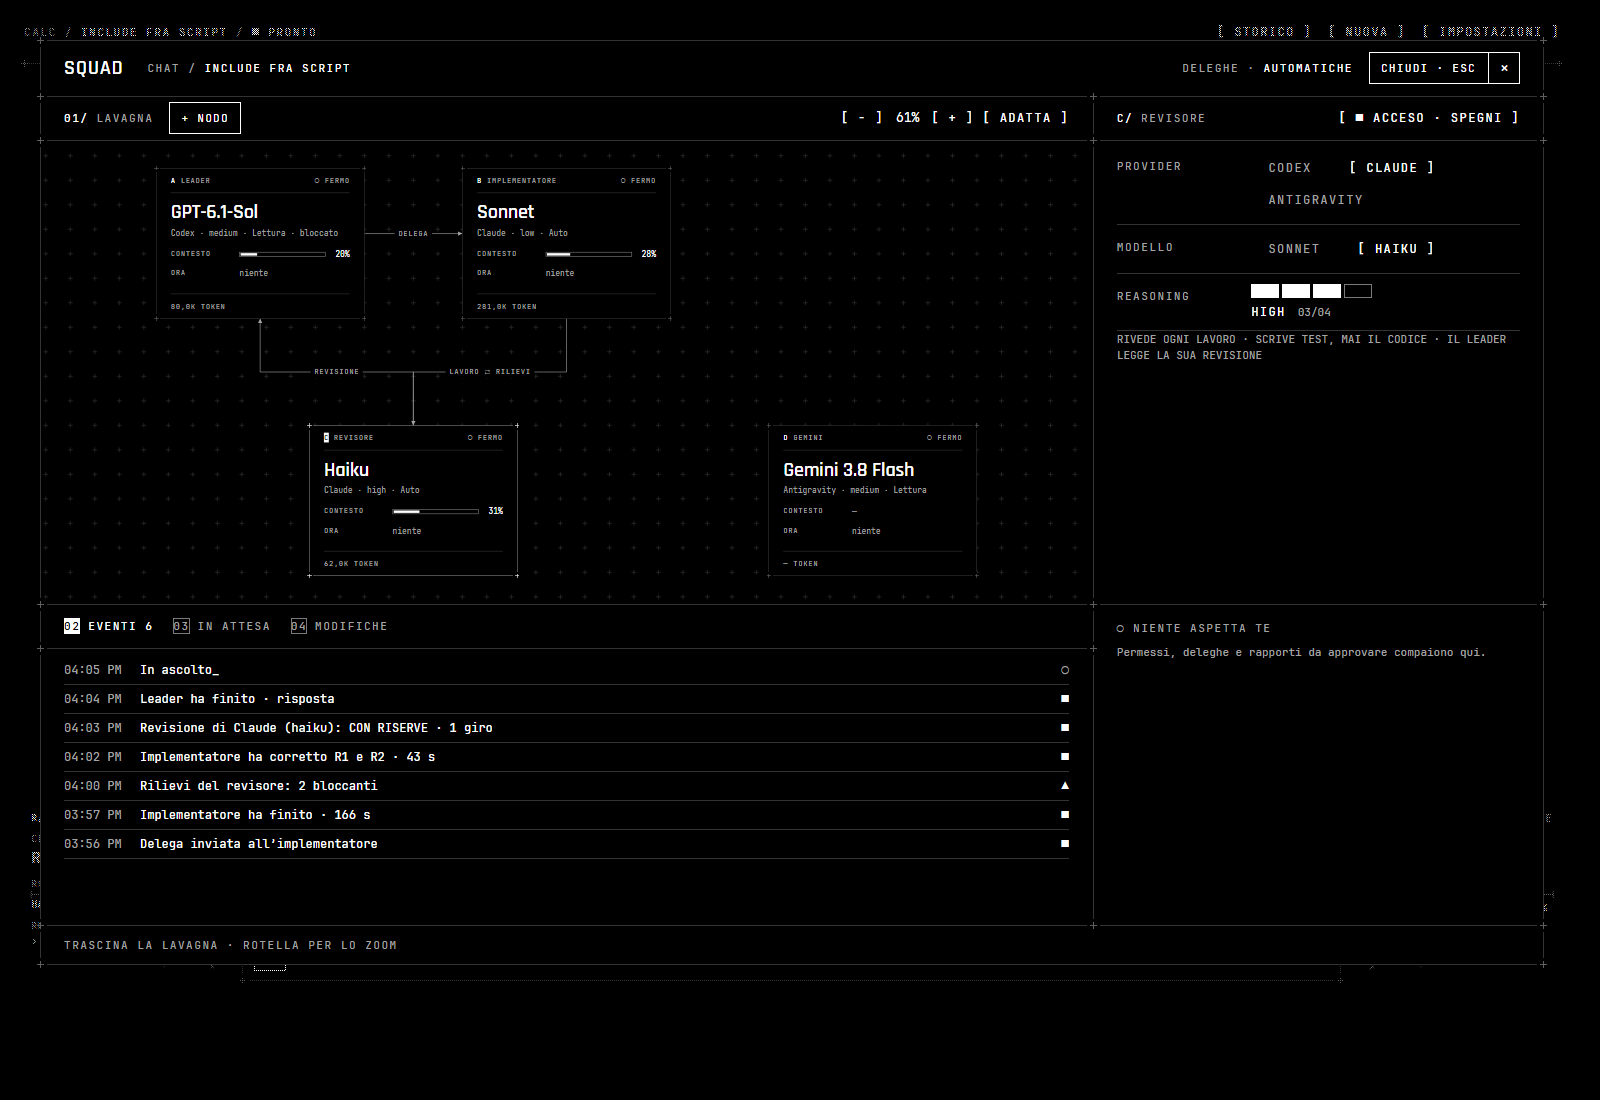 CALC / INCLUDE FRA SCRIPT / ■ PRONTO
[ STORICO ] [ NUOVA ] [ IMPOSTAZIONI ]
SQUAD CHAT / INCLUDE FRA SCRIPT
DELEGHE · AUTOMATICHE CHIUDI · ESC ×
01/ LAVAGNA + NODO
[ - ] 61% [ + ] [ ADATTA ]
C/ REVISORE [ ■ ACCESO · SPEGNI ]
A LEADER ○ FERMO
GPT-6.1-Sol
Codex · medium · Lettura · bloccato
CONTESTO 20%
ORA niente
80,0K TOKEN
DELEGA
B IMPLEMENTATORE ○ FERMO
Sonnet
Claude · low · Auto
CONTESTO 28%
ORA niente
281,0K TOKEN
REVISIONE
LAVORO ⇄ RILIEVI
C REVISORE ○ FERMO
Haiku
Claude · high · Auto
CONTESTO 31%
ORA niente
62,0K TOKEN
D GEMINI ○ FERMO
Gemini 3.8 Flash
Antigravity · medium · Lettura
CONTESTO —
ORA niente
— TOKEN
PROVIDER CODEX [ CLAUDE ]
ANTIGRAVITY
MODELLO SONNET [ HAIKU ]
REASONING
HIGH 03/04
RIVEDE OGNI LAVORO · SCRIVE TEST, MAI IL CODICE · IL LEADER
LEGGE LA SUA REVISIONE
02 EVENTI 6 03 IN ATTESA 04 MODIFICHE
04:05 PM In ascolto_ ○
04:04 PM Leader ha finito · risposta ■
04:03 PM Revisione di Claude (haiku): CON RISERVE · 1 giro ■
04:02 PM Implementatore ha corretto R1 e R2 · 43 s ■
04:00 PM Rilievi del revisore: 2 bloccanti ▲
03:57 PM Implementatore ha finito · 166 s ■
03:56 PM Delega inviata all'implementatore ■
○ NIENTE ASPETTA TE
Permessi, deleghe e rapporti da approvare compaiono qui.
TRASCINA LA LAVAGNA · ROTELLA PER LO ZOOM